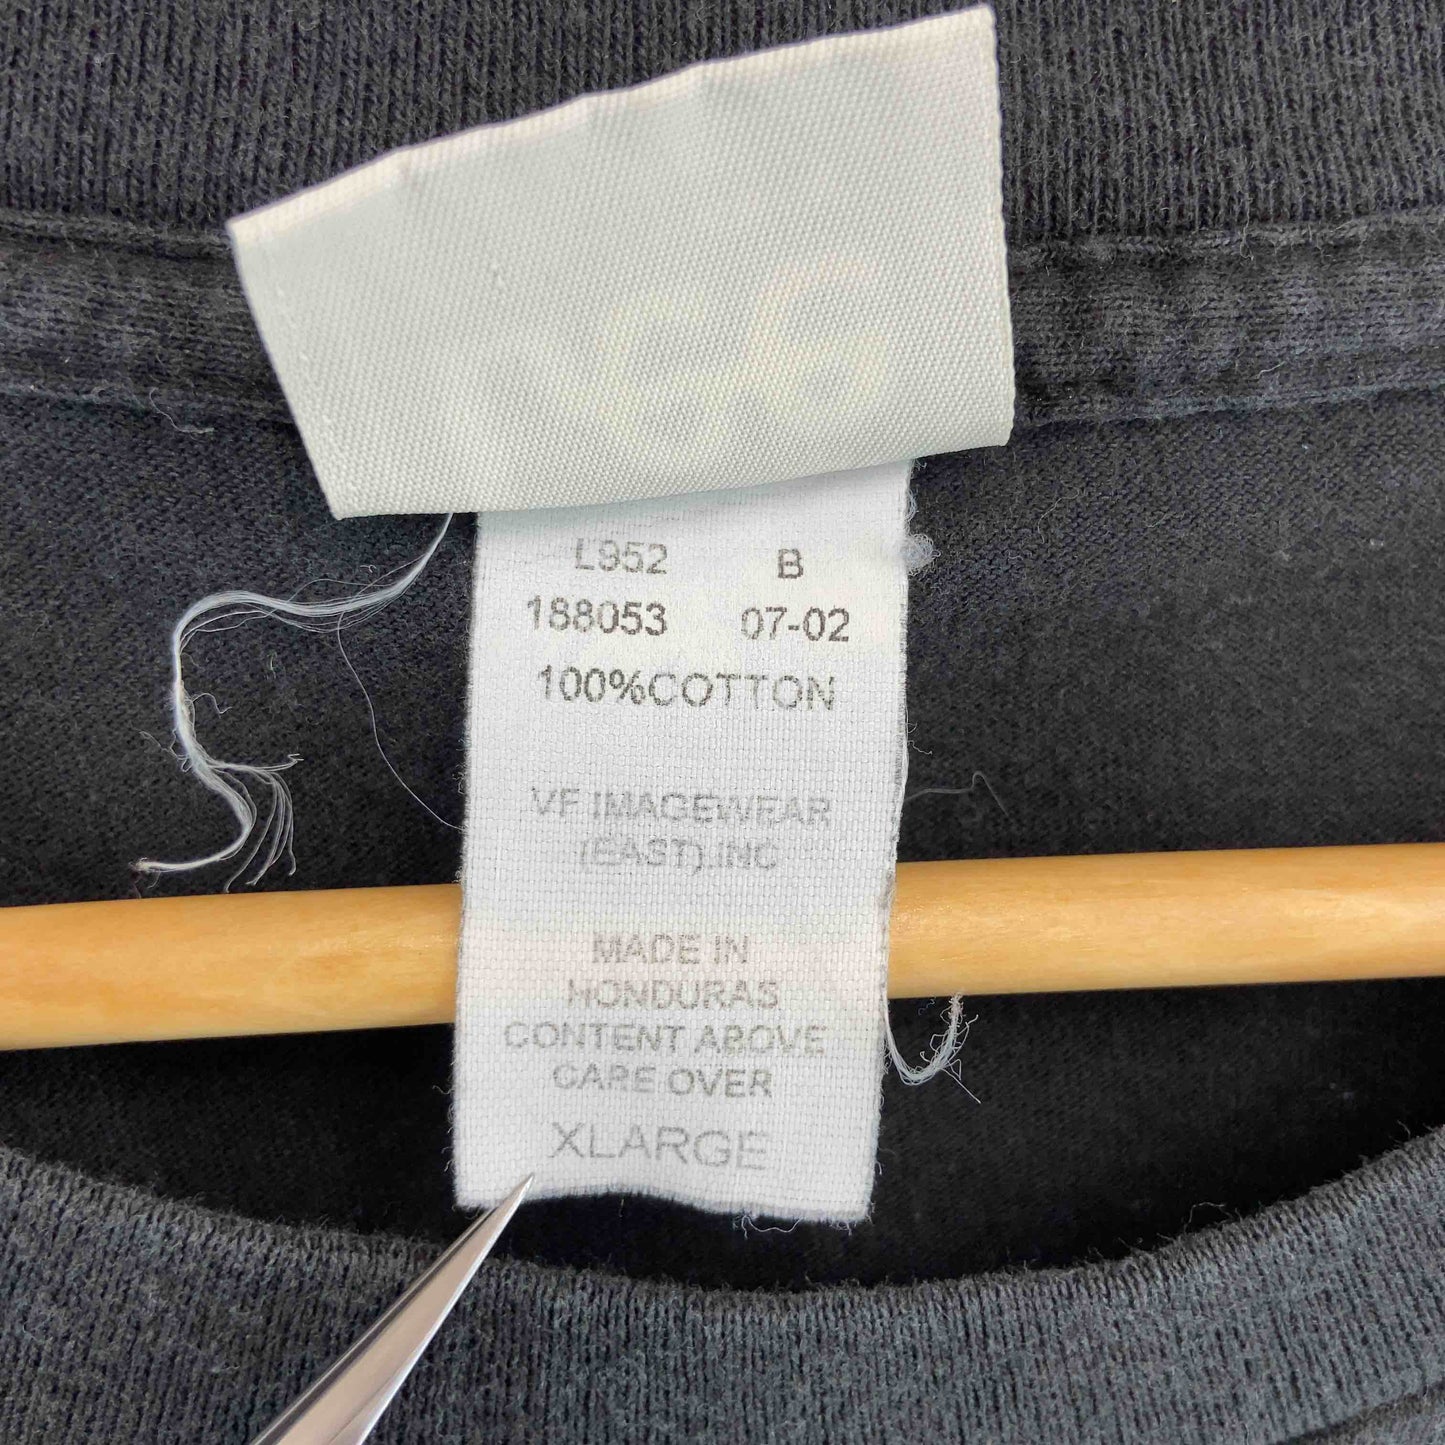 L952 B
188053 07-02
100%COTTON
VF IMAGEWEAR
(EAST),INC
MADE IN
HONDURAS
CONTENT ABOVE
CARE OVER
XLARGE